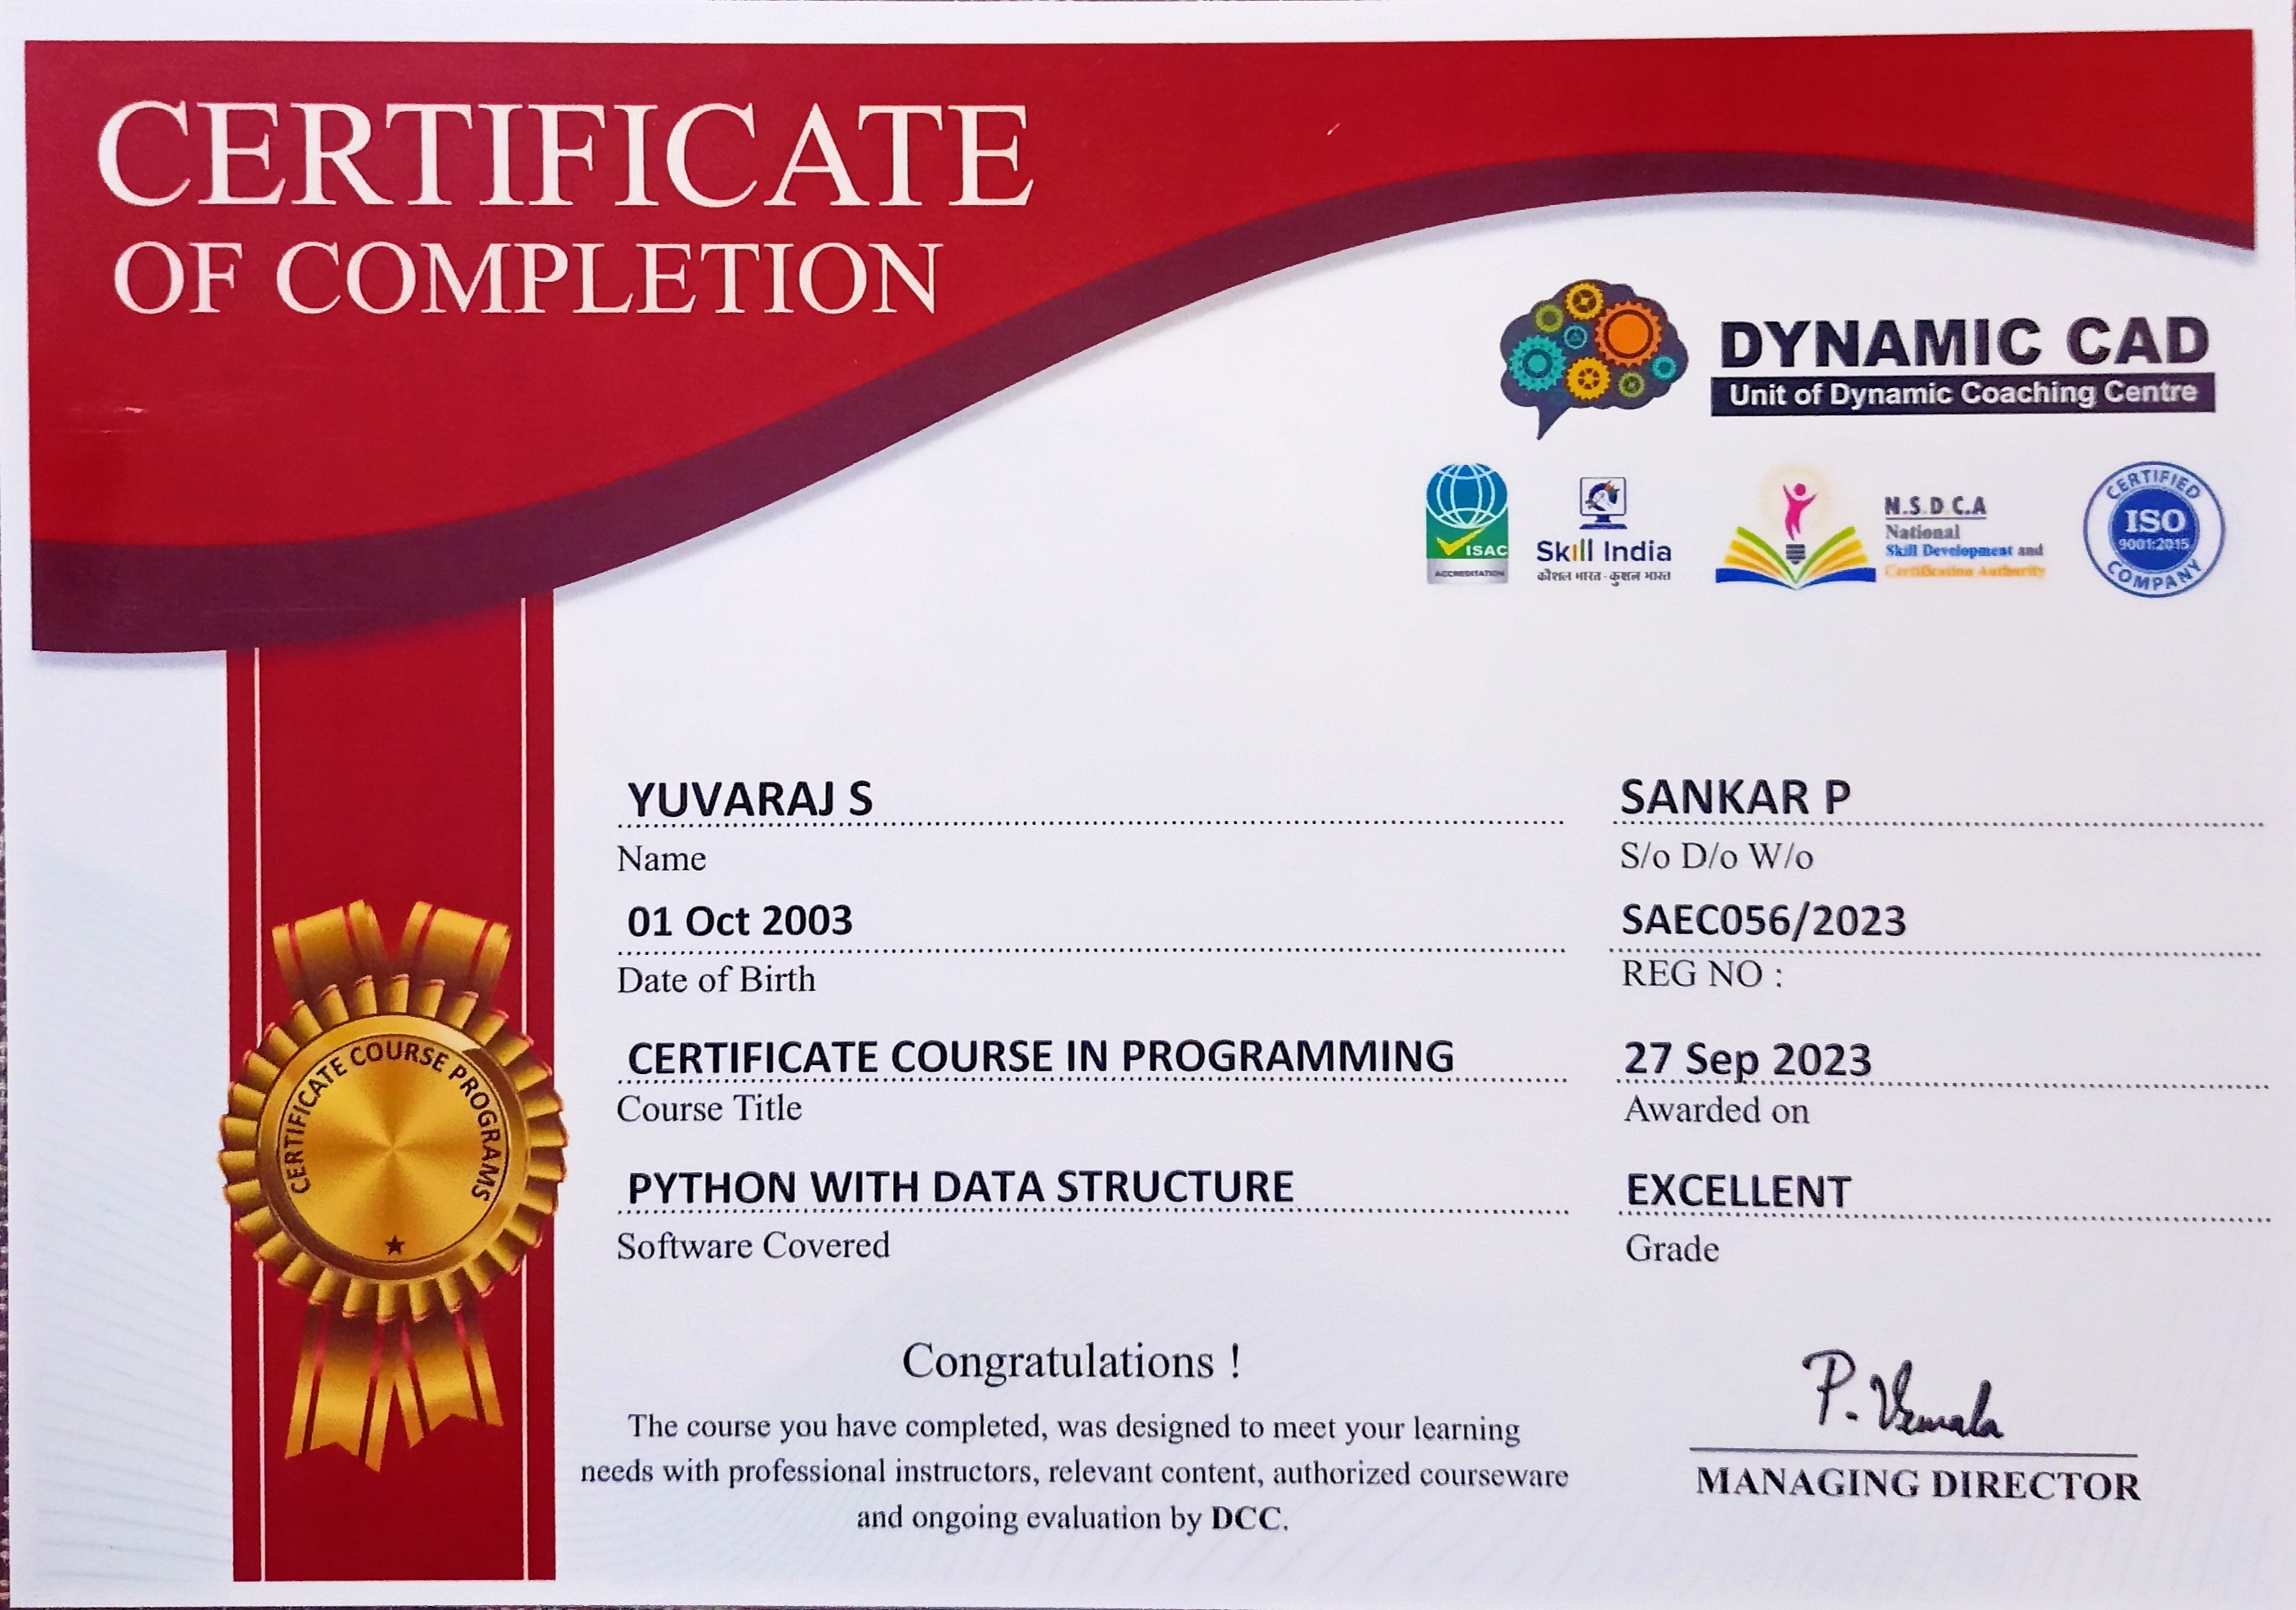 CERTIFICATE
OF COMPLETION
DYNAMIC CAD
Unit of Dynamic Coaching Centre
ISAC
ACCREDITATION
Skill India
कौशल भारत - कुशल भारत
N.S.D.C.A
National
Skill Development and
Certification Authority
CERTIFIED
ISO
9001:2015
COMPANY
YUVARAJ S
Name
SANKAR P
S/o D/o W/o
01 Oct 2003
Date of Birth
SAEC056/2023
REG NO :
CERTIFICATE COURSE IN PROGRAMMING
Course Title
27 Sep 2023
Awarded on
PYTHON WITH DATA STRUCTURE
Software Covered
EXCELLENT
Grade
CERTIFICATE COURSE PROGRAMS
Congratulations !
The course you have completed, was designed to meet your learning
needs with professional instructors, relevant content, authorized courseware
and ongoing evaluation by DCC.
P.
MANAGING DIRECTOR